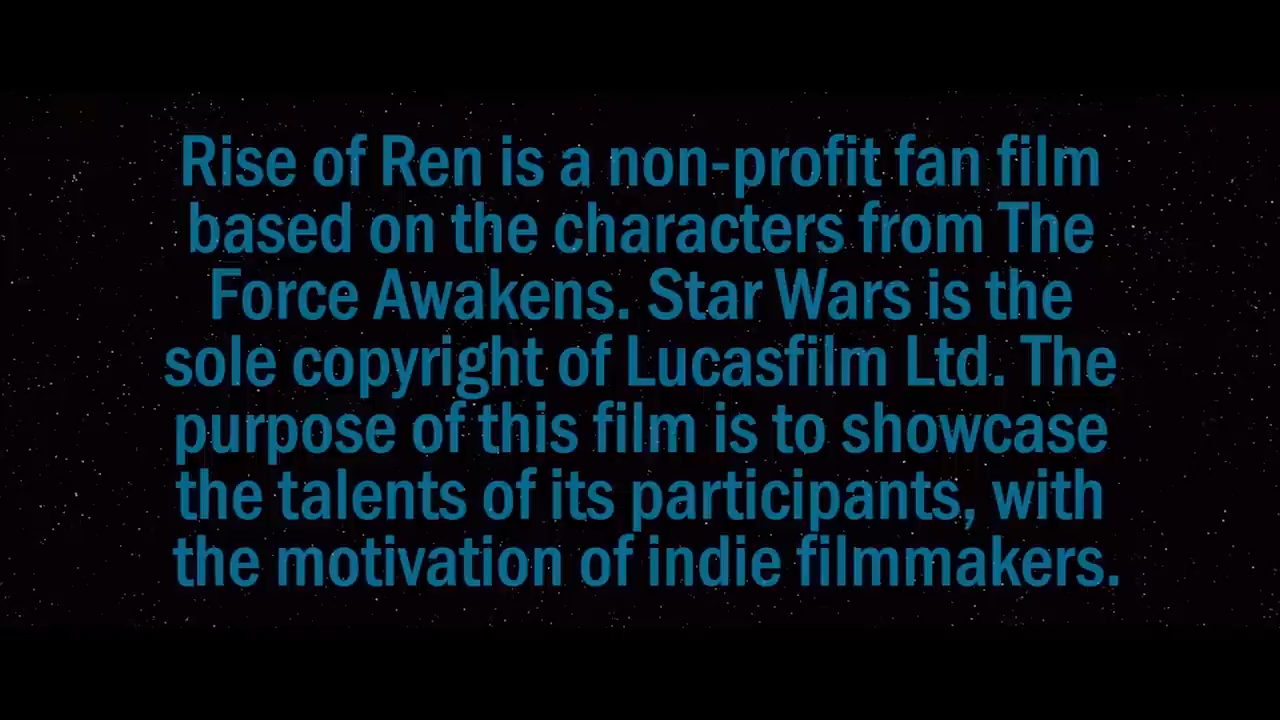 Rise of Ren is a non-profit fan film
based on the characters from The
Force Awakens. Star Wars is the
sole copyright of Lucasfilm Ltd. The
purpose of this film is to showcase
the talents of its participants, with
the motivation of indie filmmakers.